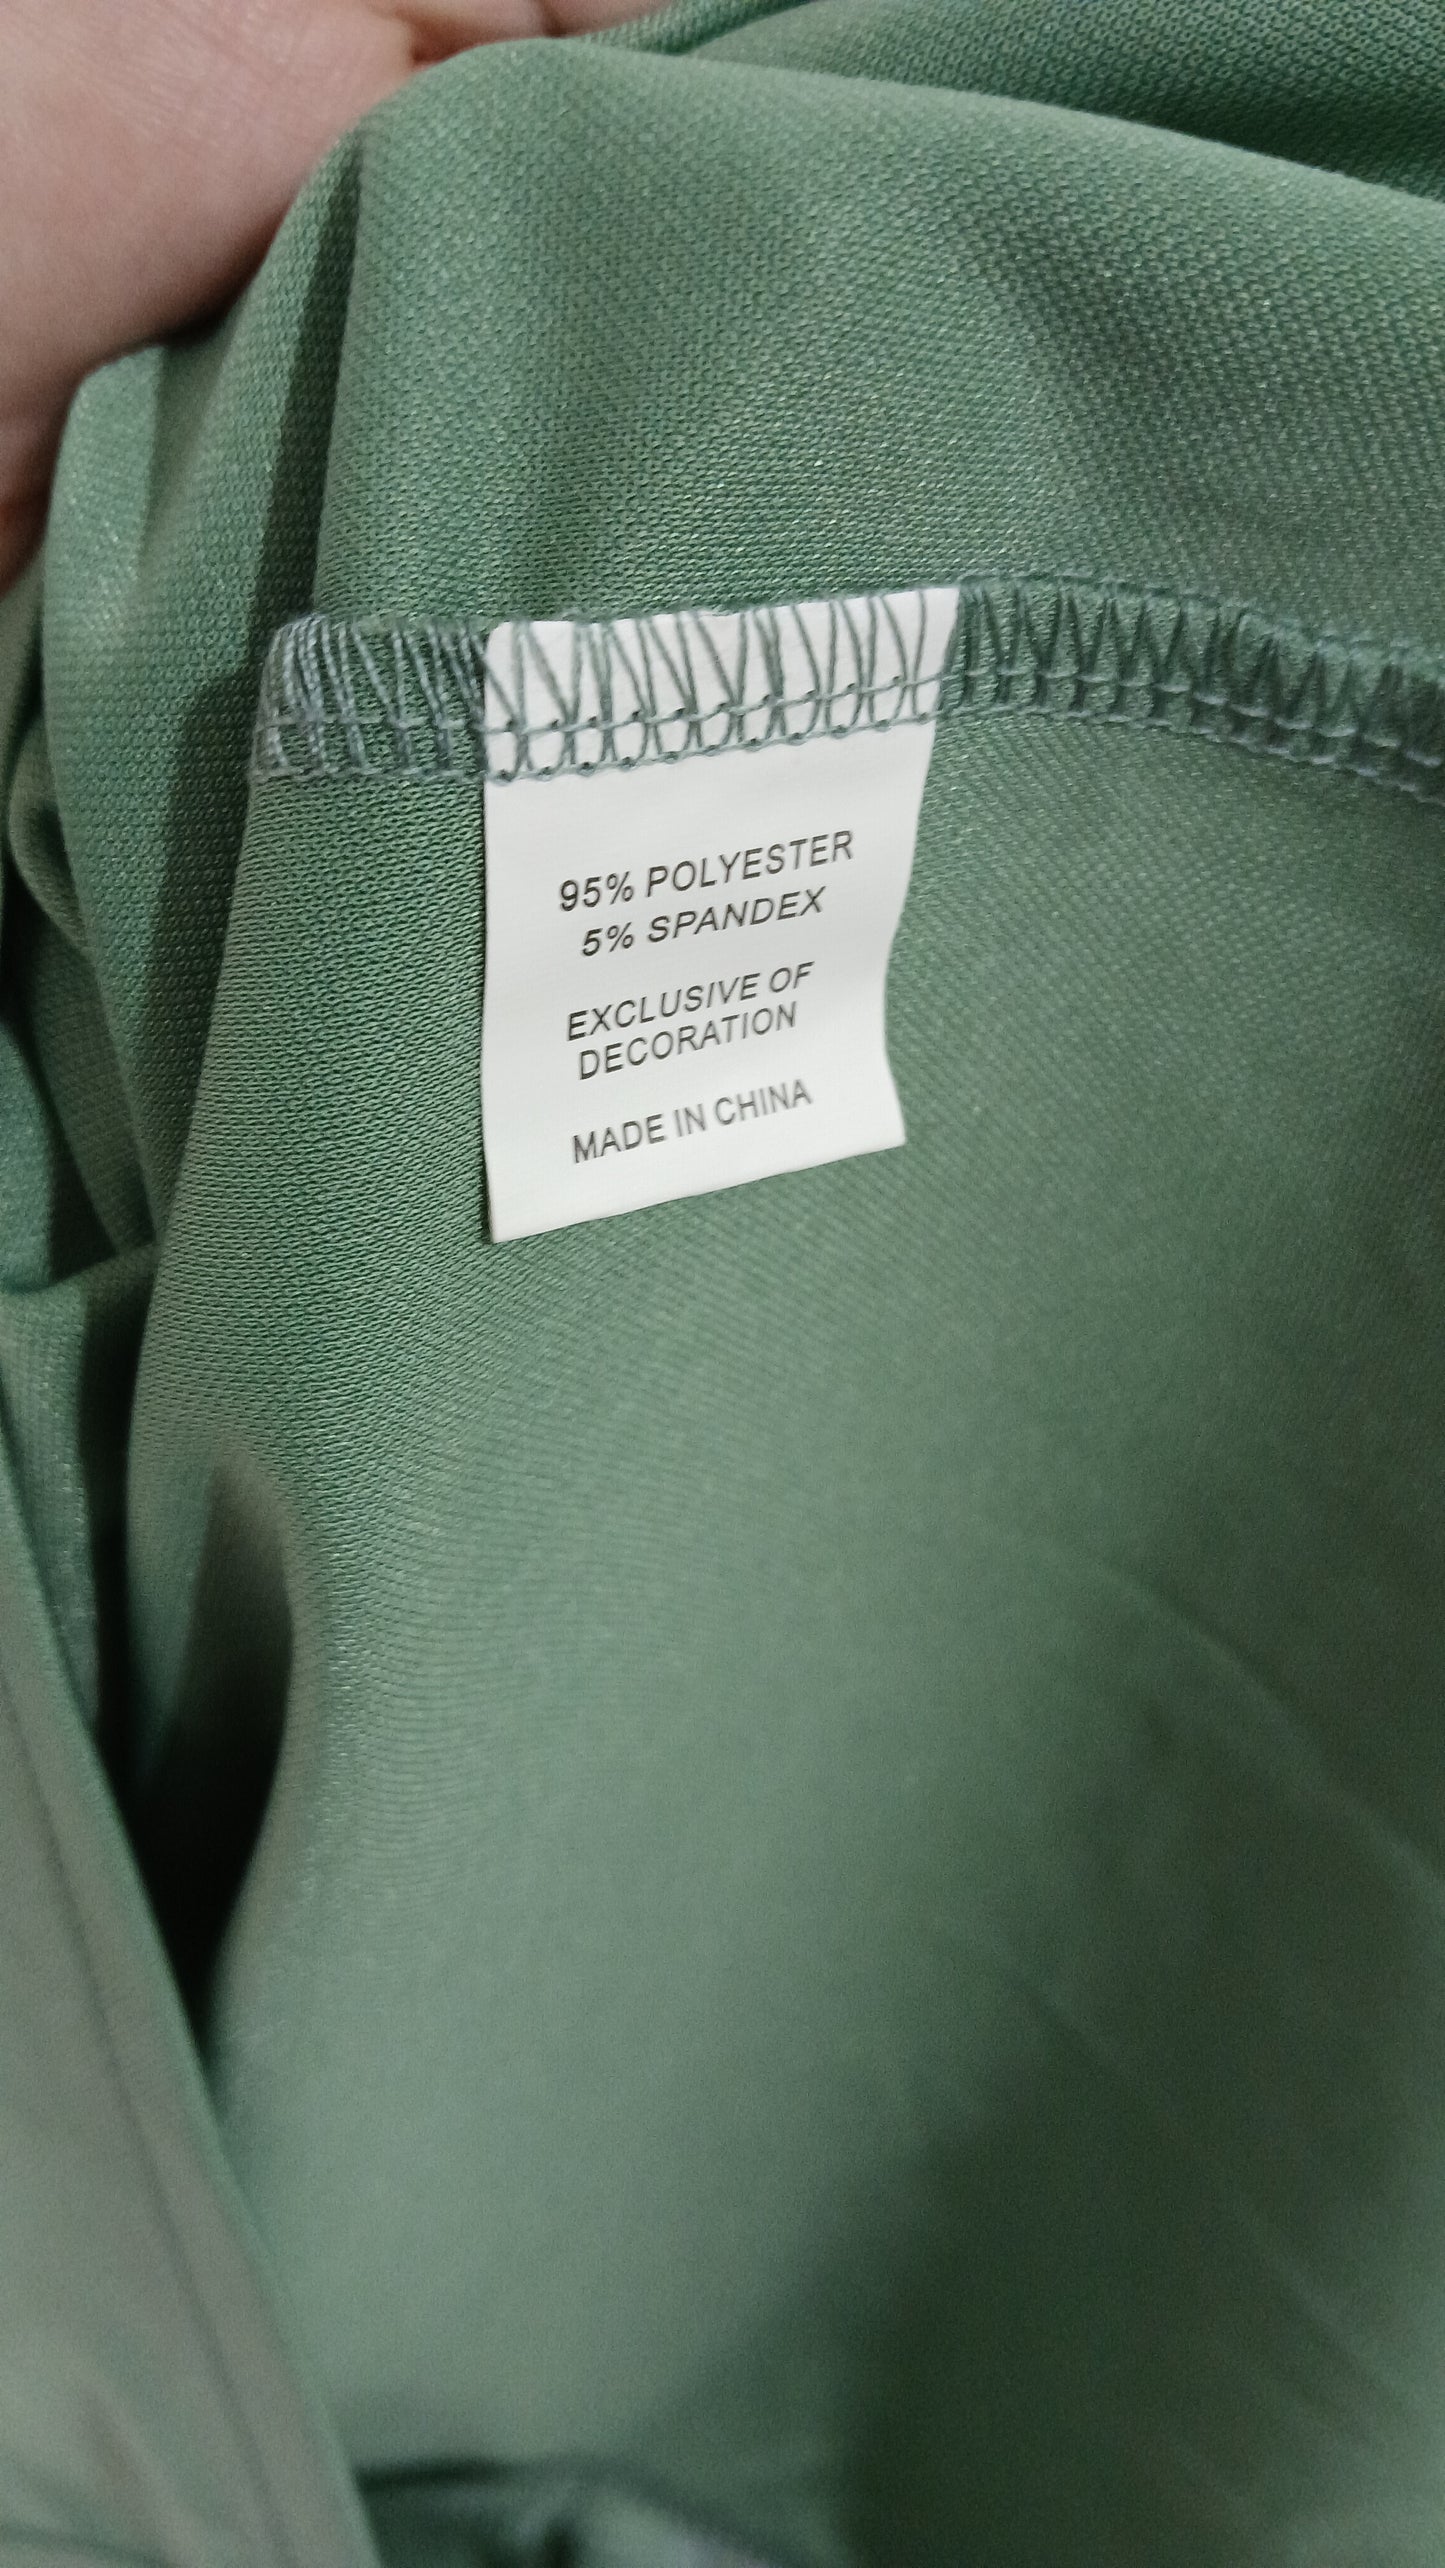 95% POLYESTER
5% SPANDEX
EXCLUSIVE OF
DECORATION
MADE IN CHINA